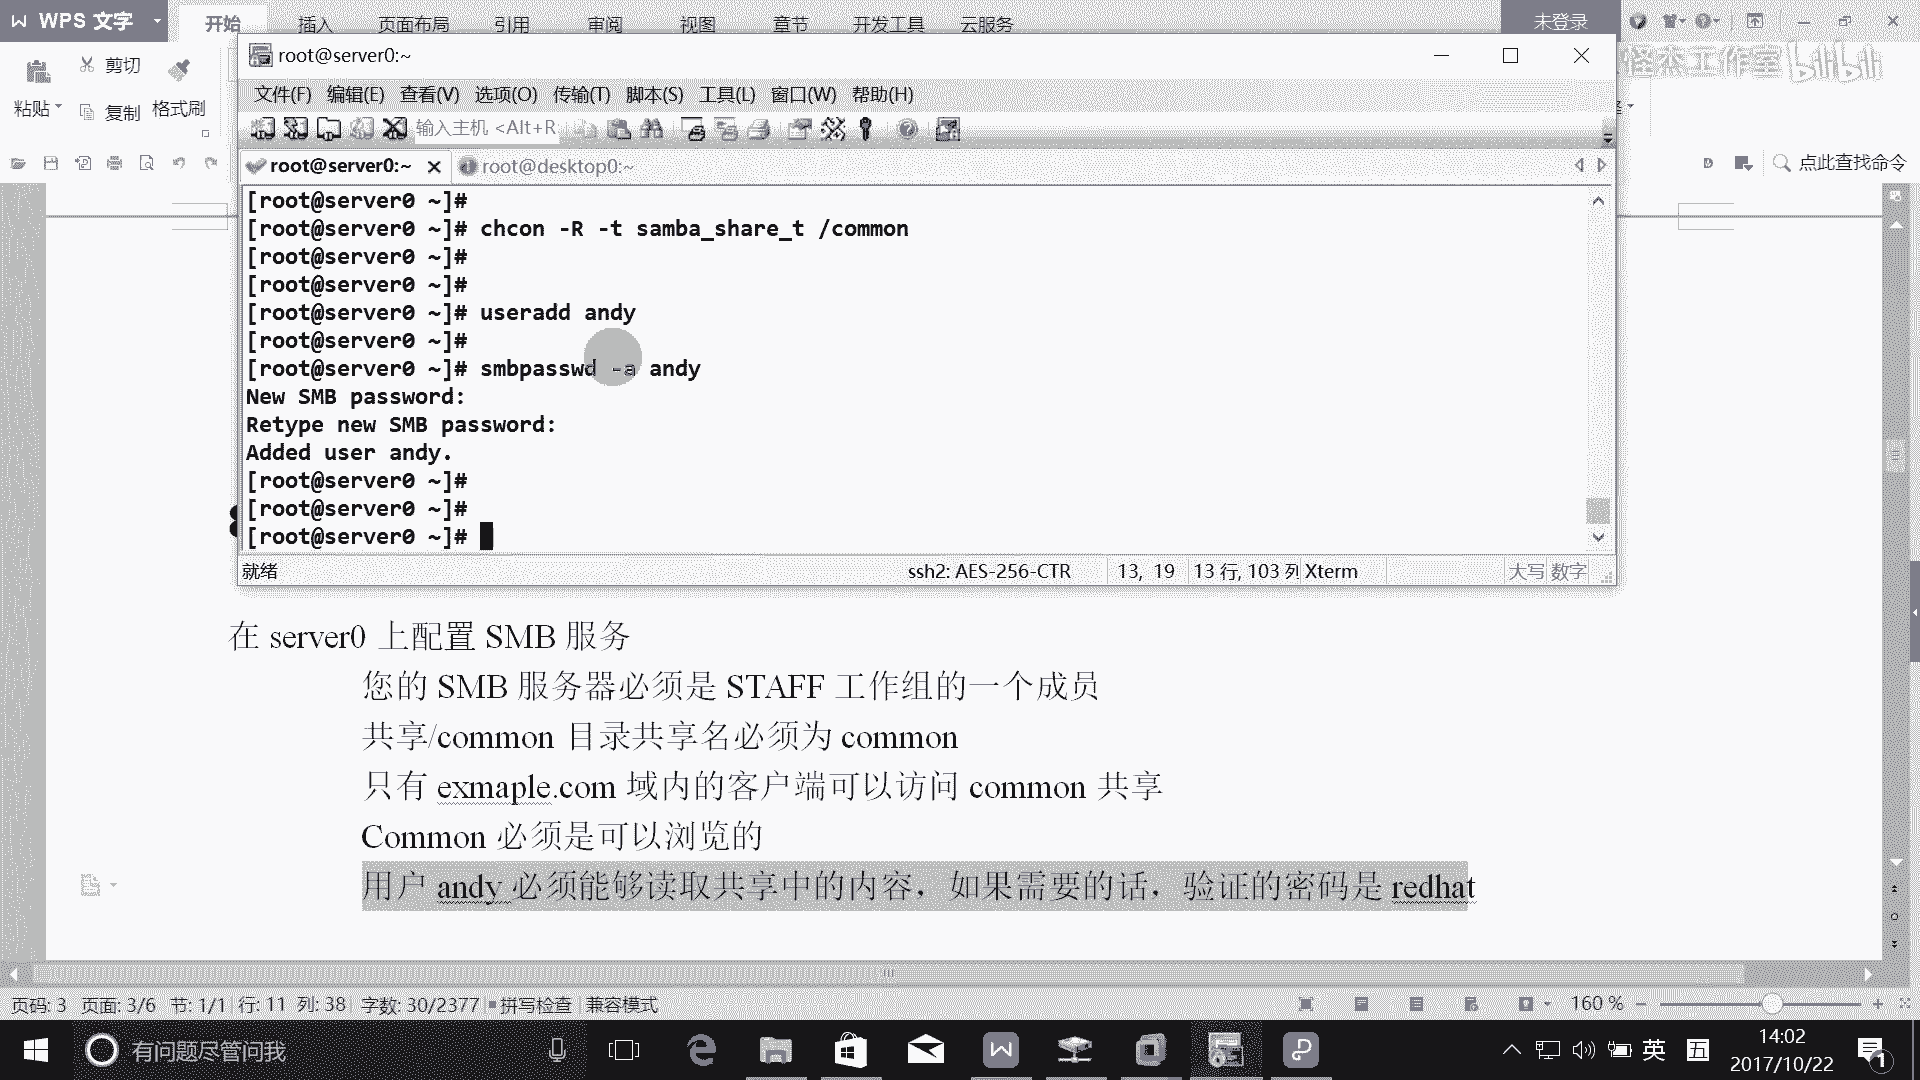 WPS 文字
开始 插入 页面布局 引用 审阅 视图 章节 开发工具 云服务
未登录
怪杰工作室 bilibili
剪切
粘贴 复制 格式刷
点此查找命令
root@server0:~
文件(F) 编辑(E) 查看(V) 选项(O) 传输(T) 脚本(S) 工具(L) 窗口(W) 帮助(H)
输入主机 <Alt+R
root@server0:~ root@desktop0:~
[root@server0 ~]#
[root@server0 ~]# chcon -R -t samba_share_t /common
[root@server0 ~]#
[root@server0 ~]#
[root@server0 ~]# useradd andy
[root@server0 ~]#
[root@server0 ~]# smbpasswd -a andy
New SMB password:
Retype new SMB password:
Added user andy.
[root@server0 ~]#
[root@server0 ~]#
[root@server0 ~]#
就绪 ssh2: AES-256-CTR 13, 19 13 行, 103 列 Xterm 大写 数字
在 server0 上配置 SMB 服务
您的 SMB 服务器必须是 STAFF 工作组的一个成员
共享/common 目录共享名必须为 common
只有 exmaple.com 域内的客户端可以访问 common 共享
Common 必须是可以浏览的
用户 andy 必须能够读取共享中的内容，如果需要的话，验证的密码是 redhat
页码: 3 页面: 3/6 节: 1/1 行: 11 列: 38 字数: 30/2377 拼写检查 兼容模式 160 %
有问题尽管问我
英 五 14:02
2017/10/22 1